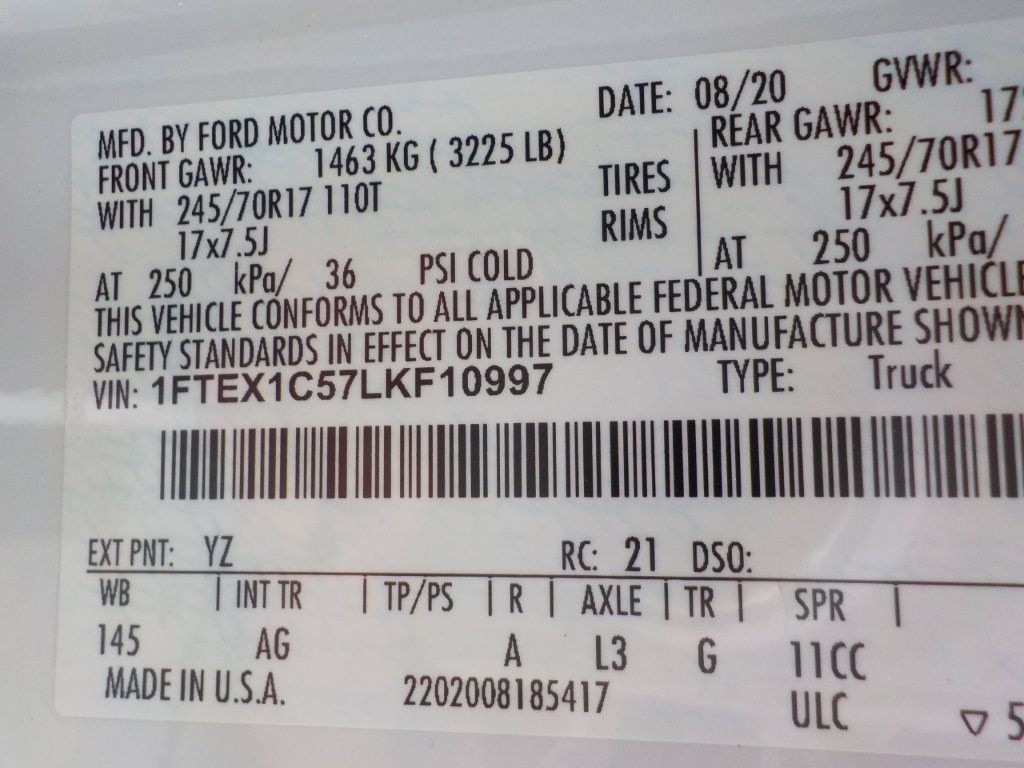 DATE: 08/20 GVWR:
MFD. BY FORD MOTOR CO.
FRONT GAWR: 1463 KG ( 3225 LB) REAR GAWR: 17
WITH 245/70R17 110T TIRES WITH 245/70R17
17x7.5J RIMS 17x7.5J
AT 250 kPa/ 36 PSI COLD AT 250 kPa/
THIS VEHICLE CONFORMS TO ALL APPLICABLE FEDERAL MOTOR VEHICLE
SAFETY STANDARDS IN EFFECT ON THE DATE OF MANUFACTURE SHOWN
VIN: 1FTEX1C57LKF10997 TYPE: Truck
EXT PNT: YZ RC: 21 DSO:
WB | INT TR | TP/PS | R | AXLE | TR | SPR |
145 AG A L3 G 11CC
MADE IN U.S.A. 2202008185417 ULC ▽ 5